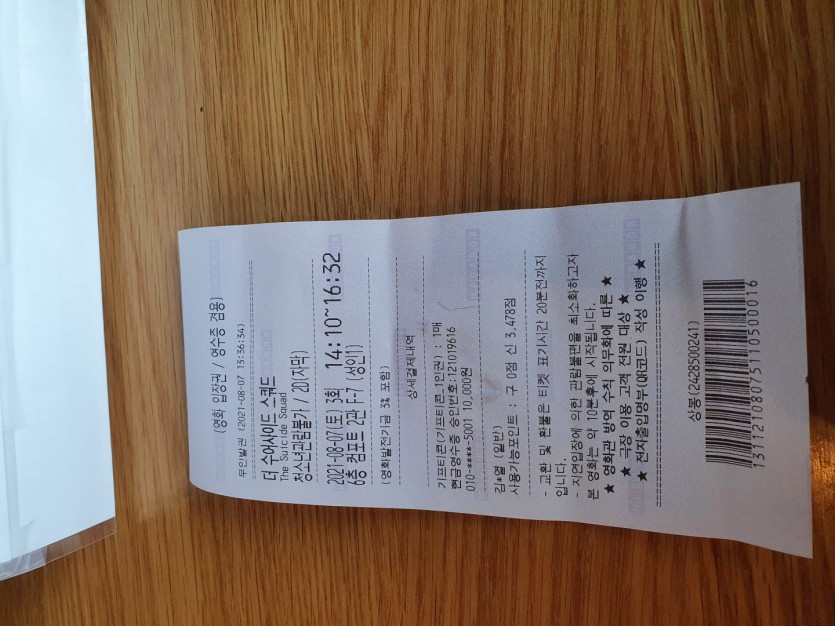 (영화 입장권 / 영수증 겸용)
무인발권 (2021-08-07 13:36:34)
더 수어사이드 스쿼드
The Suicide Squad
청소년관람불가 / 2D(자막)
2021-08-07(토) 3회 14:10~16:32
6층 컴포트 2관 F-7 (성인1)
(영화발전기금 3% 포함)
상세결제내역
기프티콘(기프티콘_1인권) : 1매
현금영수증 승인번호:121019616
010-****-5001 10,000원
김*열 (일반)
사용가능포인트 : 구 0점 신 3,478점
- 교환 및 환불은 티켓 표기시간 20분전까지
입니다.
- 지연입장에 의한 관람불편을 최소화하고자
본 영화는 약 10분후에 시작됩니다.
★ 영화관 방역 수칙 의무화에 따른 ★
★ 극장 이용 고객 전원 대상 ★
★ 전자출입명부(QR코드) 작성 이행 ★
상봉(2428500241)
13711210807511050016